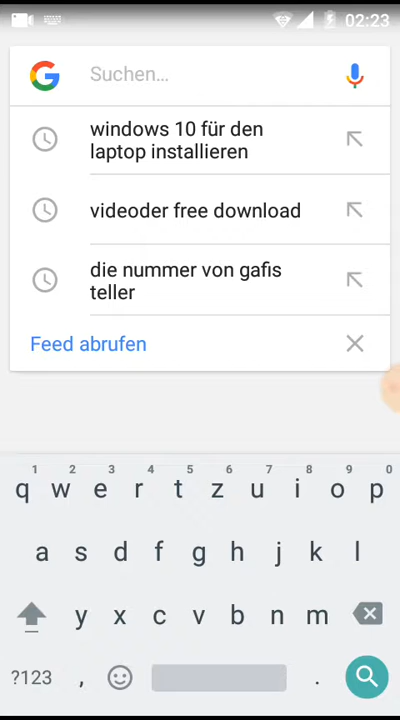 02:23
Suchen...
windows 10 für den
laptop installieren
videoder free download
die nummer von gafis
teller
Feed abrufen
1 2 3 4 5 6 7 8 9 0
q w e r t z u i o p
a s d f g h j k l
y x c v b n m
?123 , .